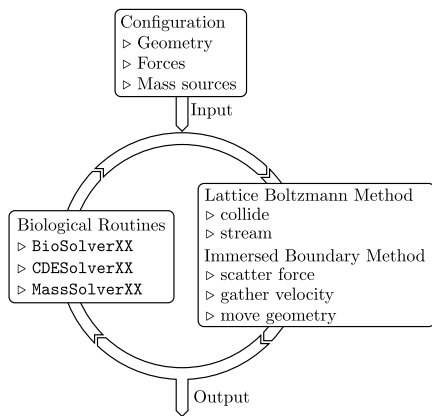 Configuration
▷ Geometry
▷ Forces
▷ Mass sources
Input
Lattice Boltzmann Method
▷ collide
▷ stream
Immersed Boundary Method
▷ scatter force
▷ gather velocity
▷ move geometry
Biological Routines
▷ BioSolverXX
▷ CDESolverXX
▷ MassSolverXX
Output